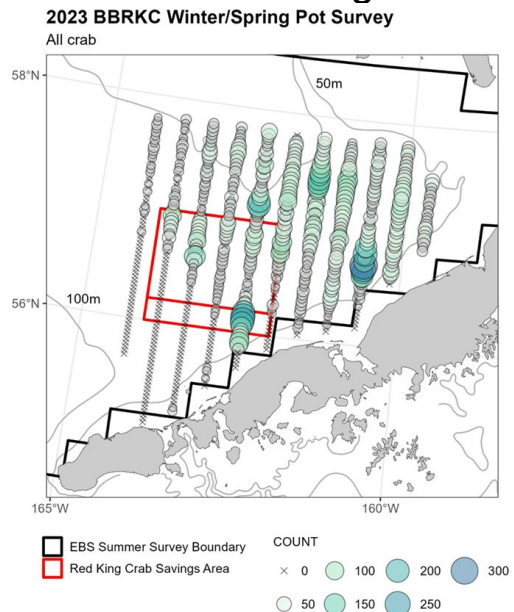 2023 BBRKC Winter/Spring Pot Survey
All crab
58°N
50m
56°N
100m
165°W
160°W
EBS Summer Survey Boundary
Red King Crab Savings Area
COUNT
0
100
200
300
50
150
250